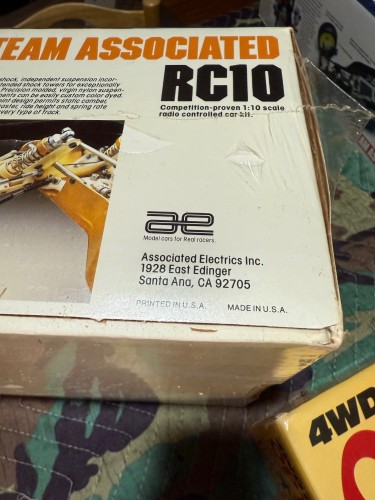 TEAM ASSOCIATED
RC10
Competition-proven 1:10 scale
radio controlled car kit.
shock, independent suspension incor-
tended shock towers for exceptionally
Precision molded, virgin nylon suspen-
ents can be easily custom color dyed.
int design permits static camber,
caster, ride height and spring rate
every type of track.
ae
Model cars for Real racers.
Associated Electrics Inc.
1928 East Edinger
Santa Ana, CA 92705
PRINTED IN U.S.A. MADE IN U.S.A.
4WD